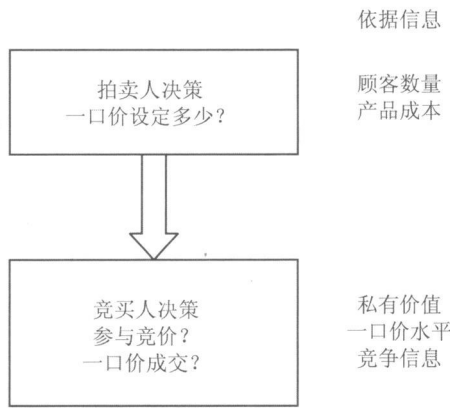 依据信息
拍卖人决策
一口价设定多少?
顾客数量
产品成本
竞买人决策
参与竞价?
一口价成交?
私有价值
一口价水平
竞争信息